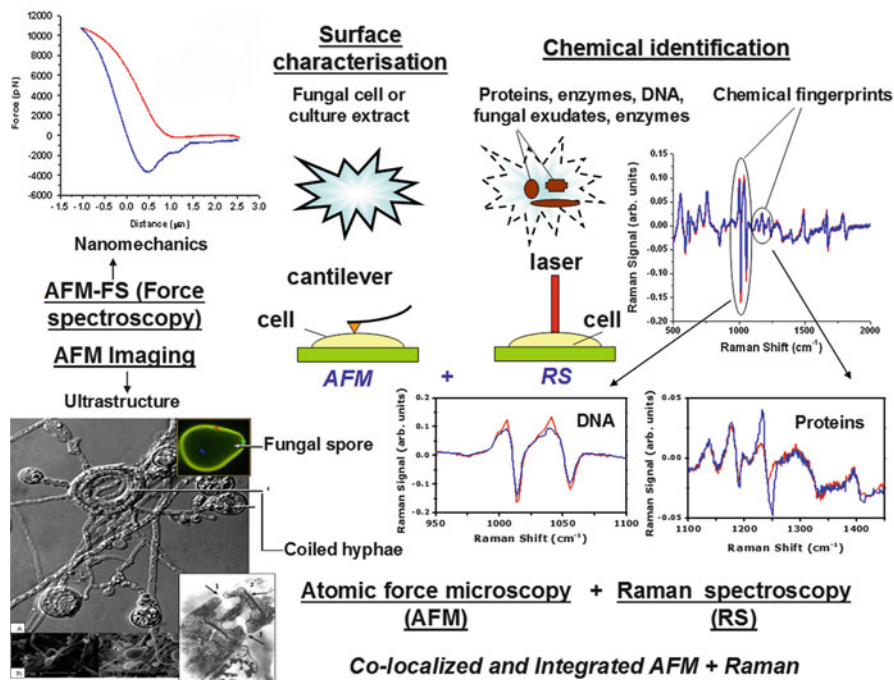 Surface
characterisation
Fungal cell or
culture extract
Chemical identification
Proteins, enzymes, DNA,
fungal exudates, enzymes
Chemical fingerprints
12000
10000
8000
6000
4000
2000
0
-2000
-4000
6000
Force (pN)
-1.5 -1.0 -0.5 0.0 0.5 1.0 1.5 2.0 2.5 3.0
Distance (µm)
Nanomechanics
AFM-FS (Force
spectroscopy)
AFM Imaging
Ultrastructure
cantilever
cell
AFM
+
laser
cell
RS
0.15
0.10
0.05
0.00
-0.05
-0.10
-0.15
-0.20
Raman Signal (arb. units)
500 1000 1500 2000
Raman Shift (cm-1)
Fungal spore
Coiled hyphae
A
B
1
2
DNA
0.2
0.1
0.0
-0.1
-0.2
Raman Signal (arb. units)
950 1000 1050 1100
Raman Shift (cm-1)
Proteins
0.05
0.00
-0.05
Raman Signal (arb. units)
1100 1200 1300 1400
Raman Shift (cm-1)
Atomic force microscopy + Raman spectroscopy
(AFM) (RS)
Co-localized and Integrated AFM + Raman